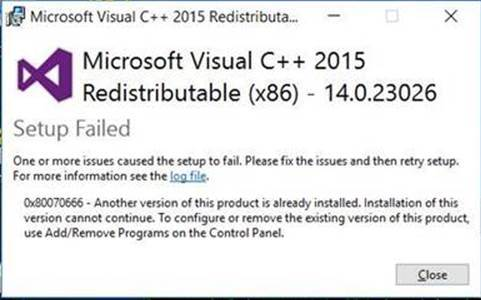 Microsoft Visual C++ 2015 Redistributa...
Microsoft Visual C++ 2015
Redistributable (x86) - 14.0.23026
Setup Failed
One or more issues caused the setup to fail. Please fix the issues and then retry setup.
For more information see the log file.
0x80070666 - Another version of this product is already installed. Installation of this
version cannot continue. To configure or remove the existing version of this product,
use Add/Remove Programs on the Control Panel.
Close